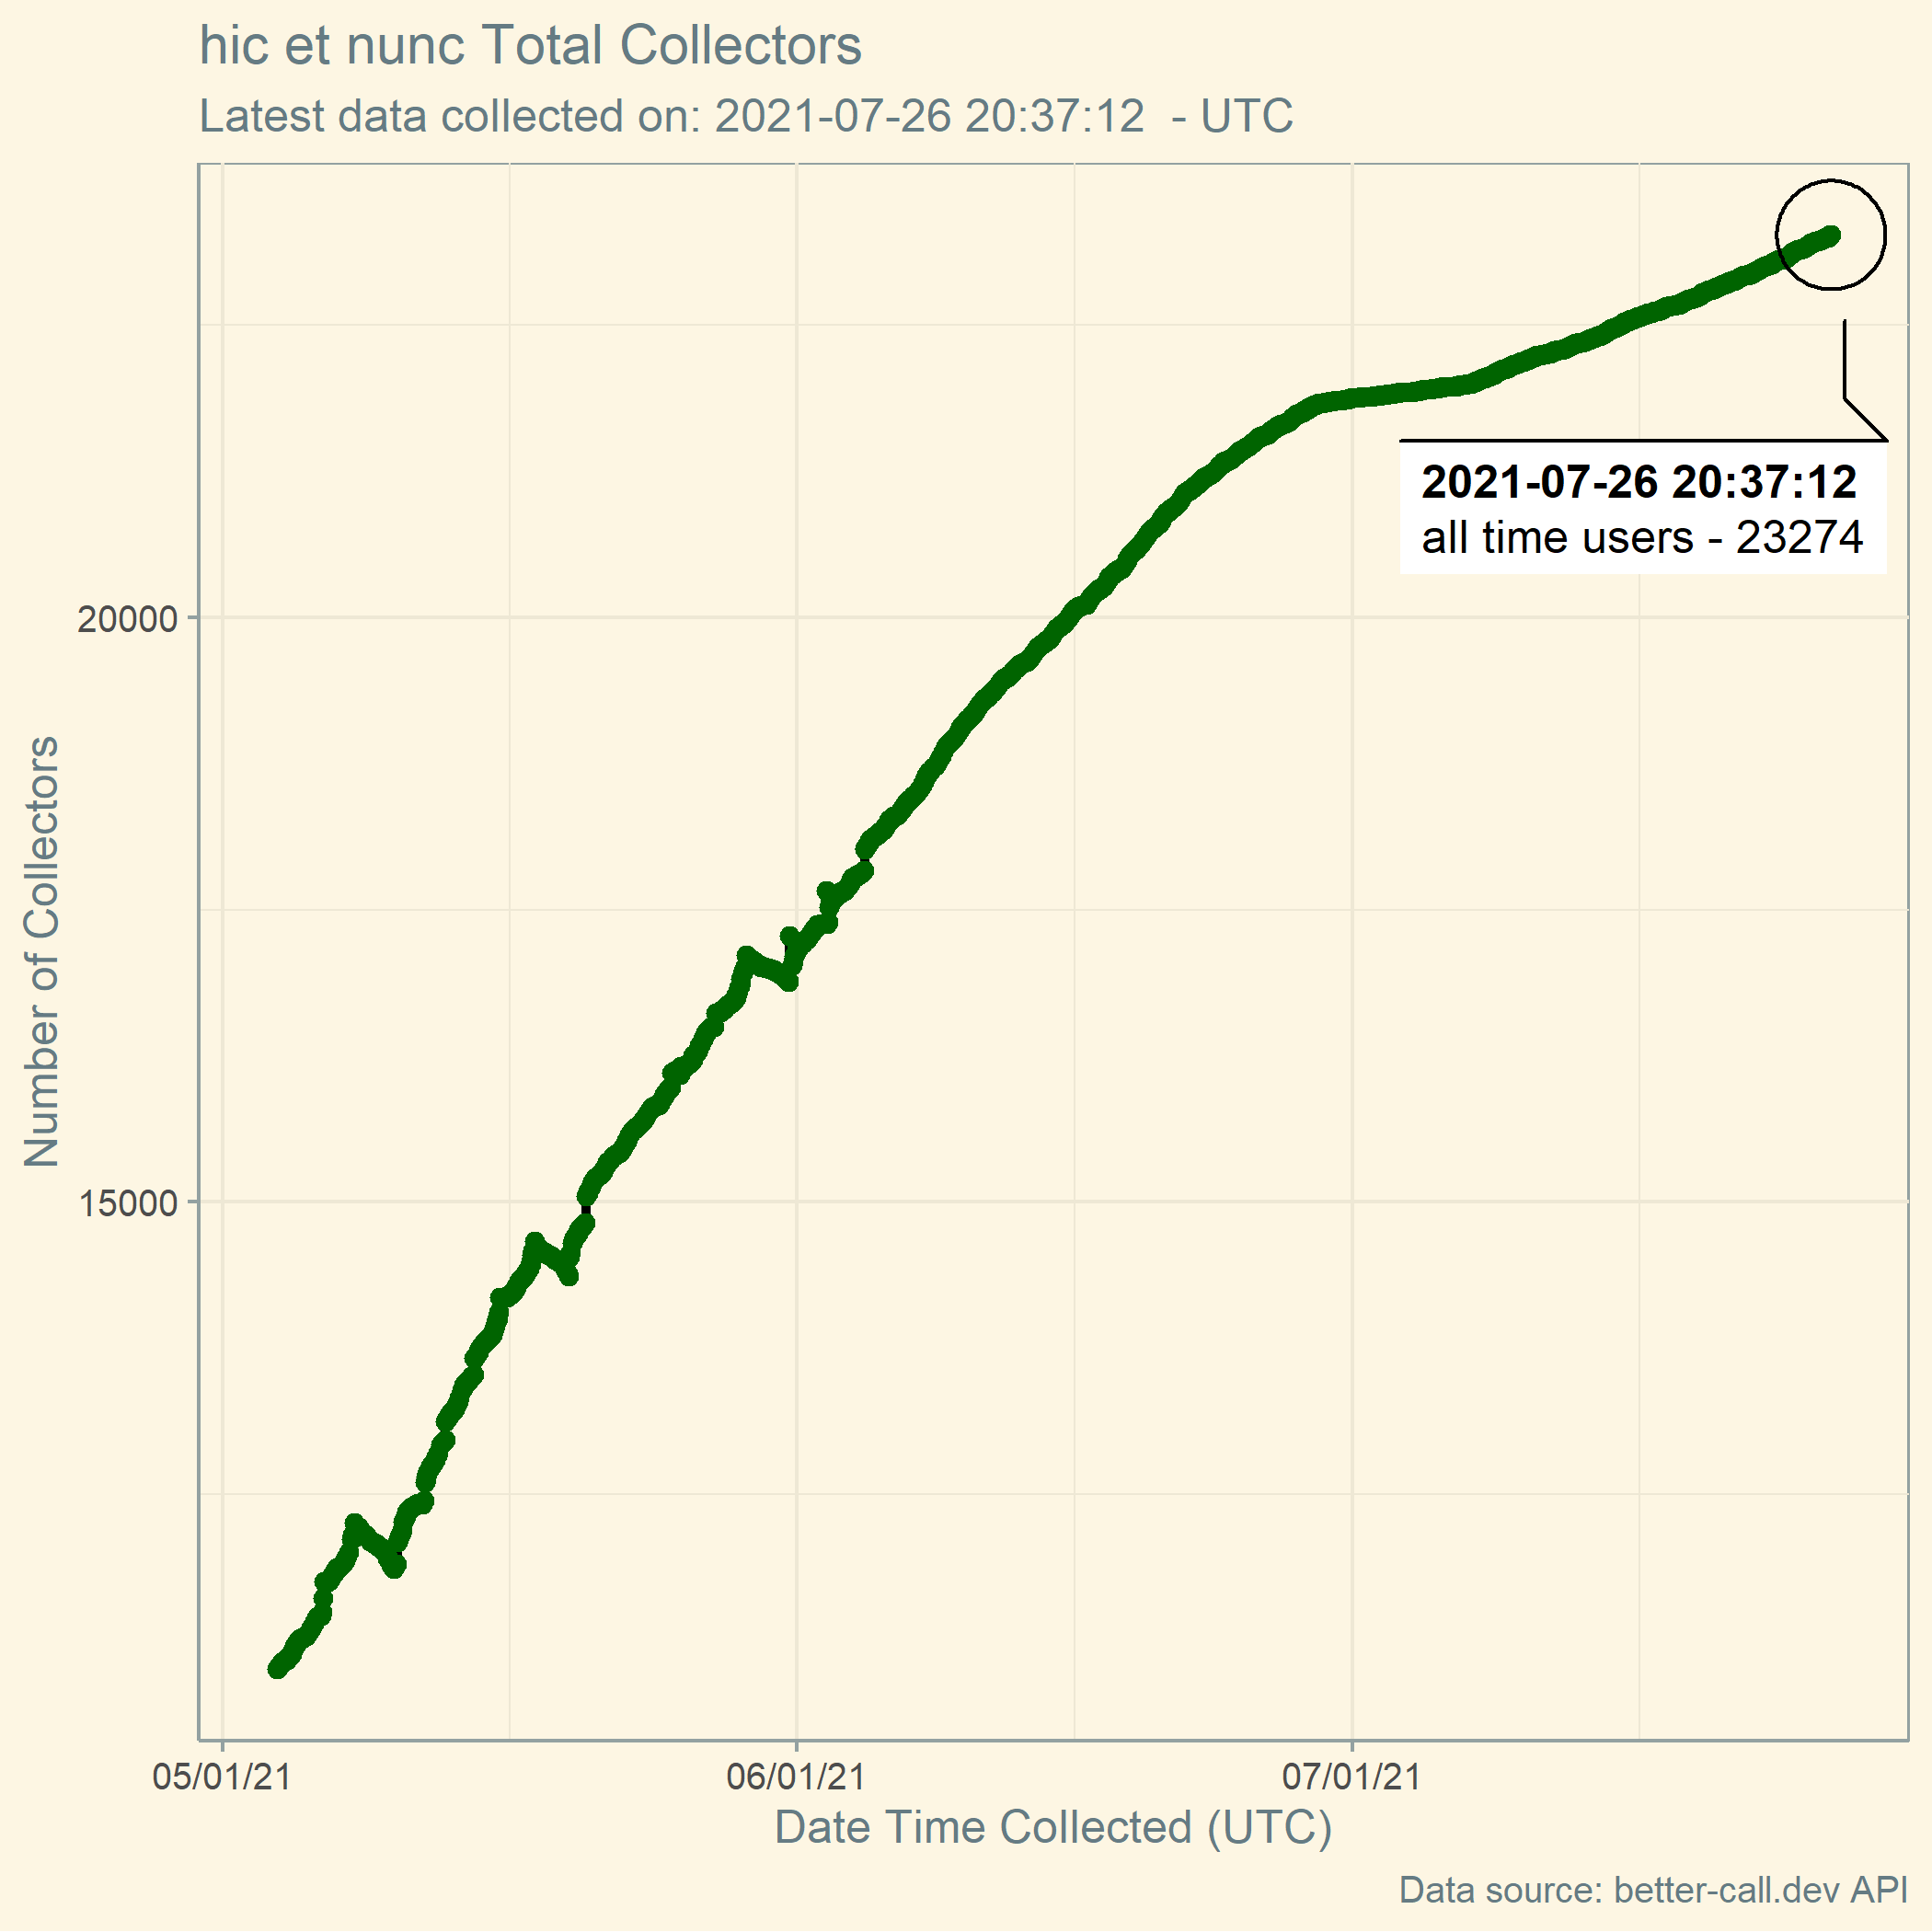 hic et nunc Total Collectors
Latest data collected on: 2021-07-26 20:37:12  - UTC
2021-07-26 20:37:12
all time users - 23274
20000
15000
Number of Collectors
05/01/21
06/01/21
07/01/21
Date Time Collected (UTC)
Data source: better-call.dev API